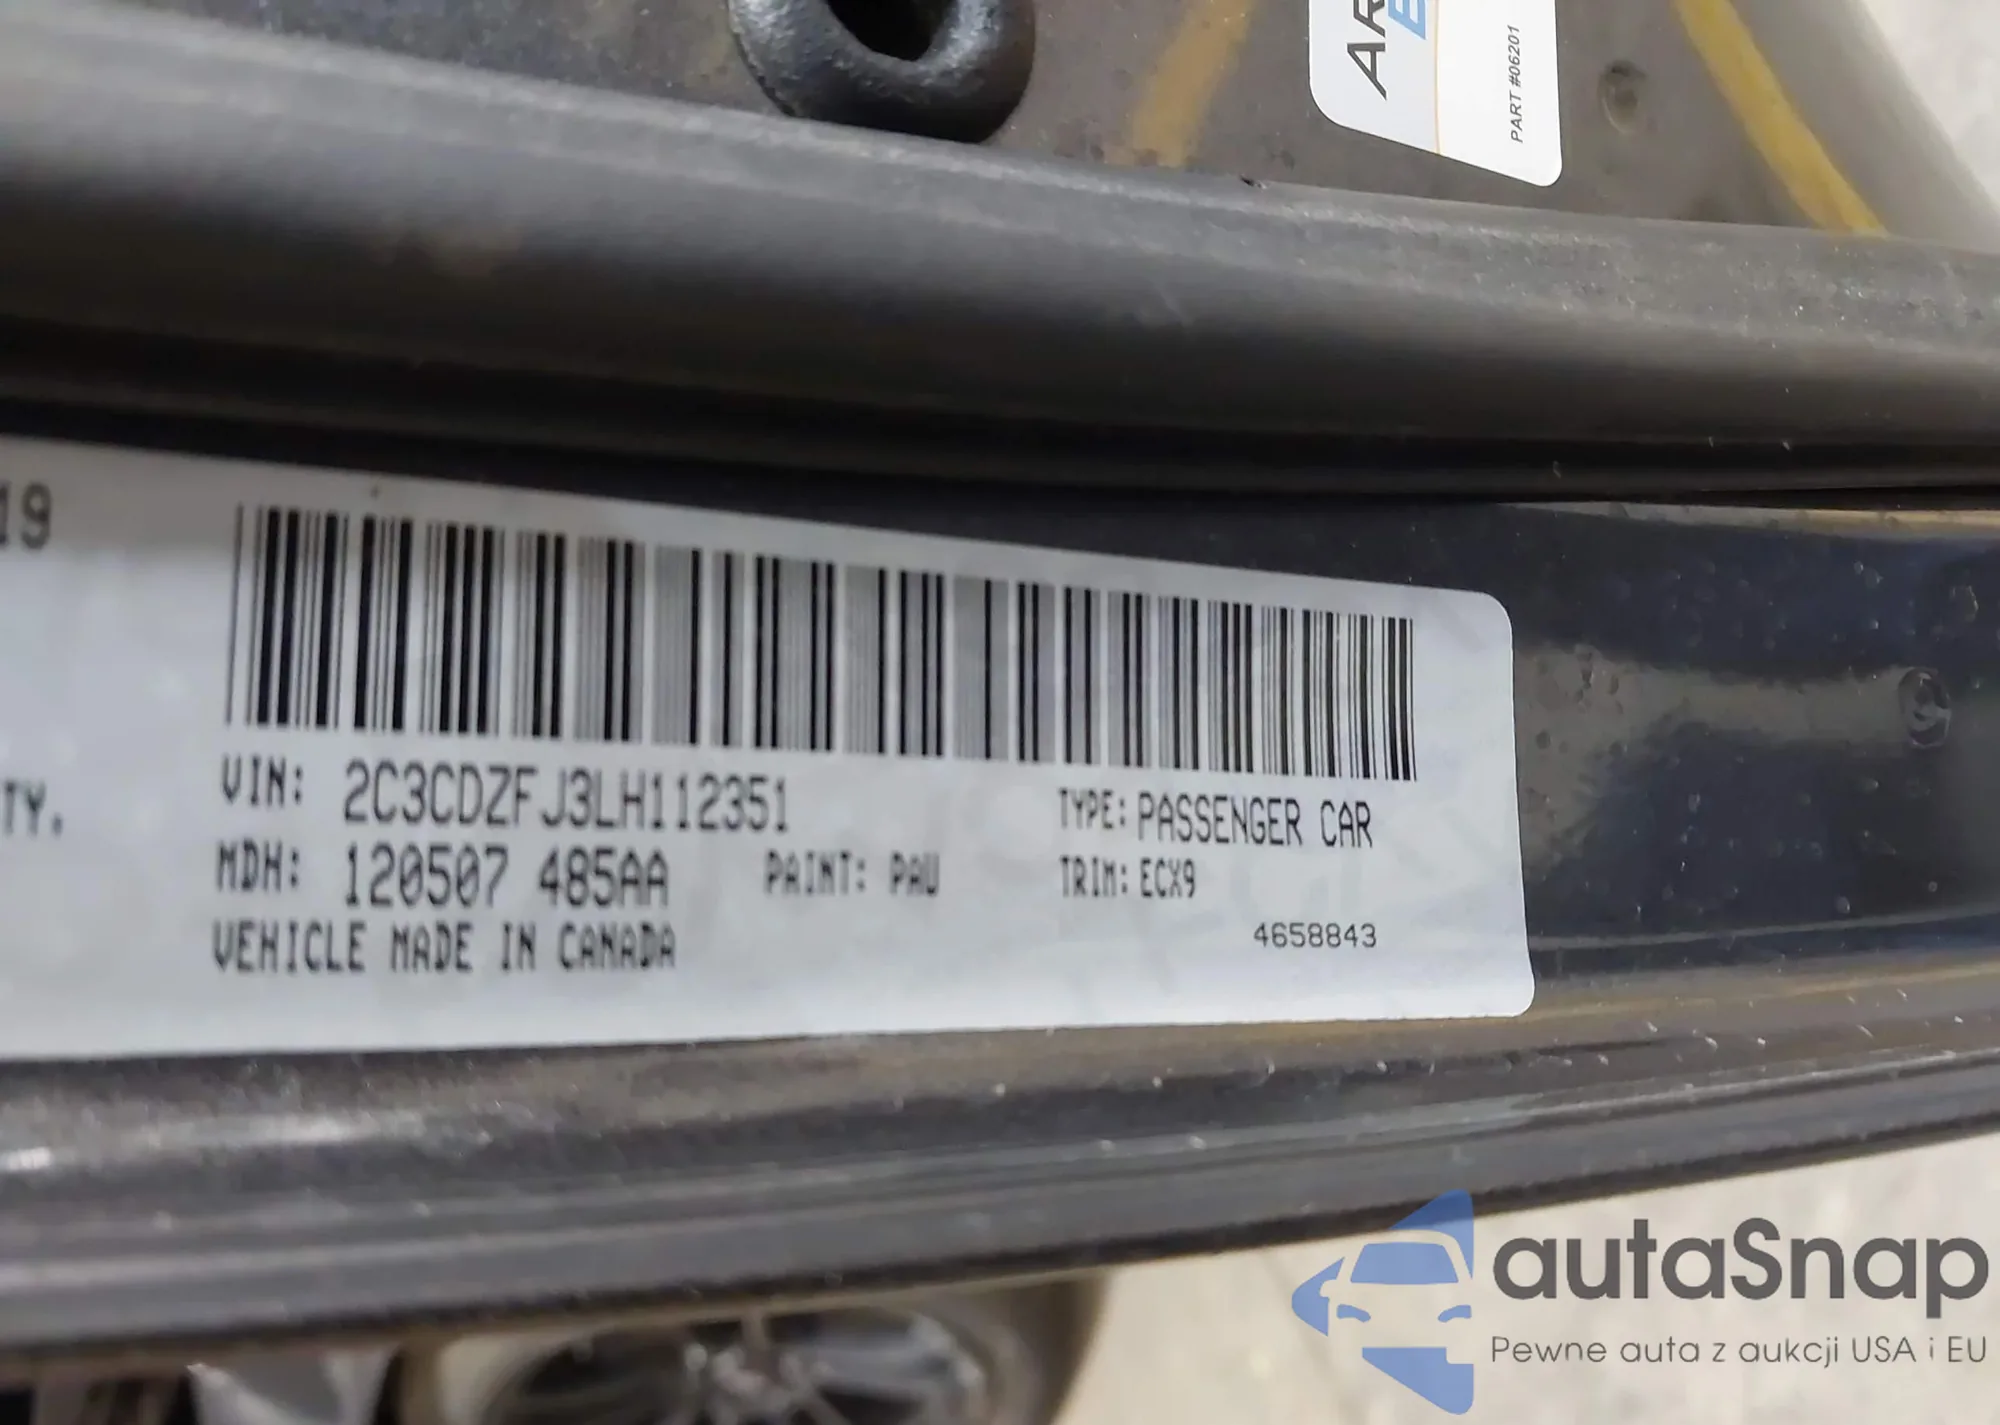 PART #06201
19
TY.
VIN: 2C3CDZFJ3LH112351
TYPE: PASSENGER CAR
MDH: 120507 485AA
PAINT: PAU
TRIM: ECX9
VEHICLE MADE IN CANADA
4658843
autaSnap
Pewne auta z aukcji USA i EU